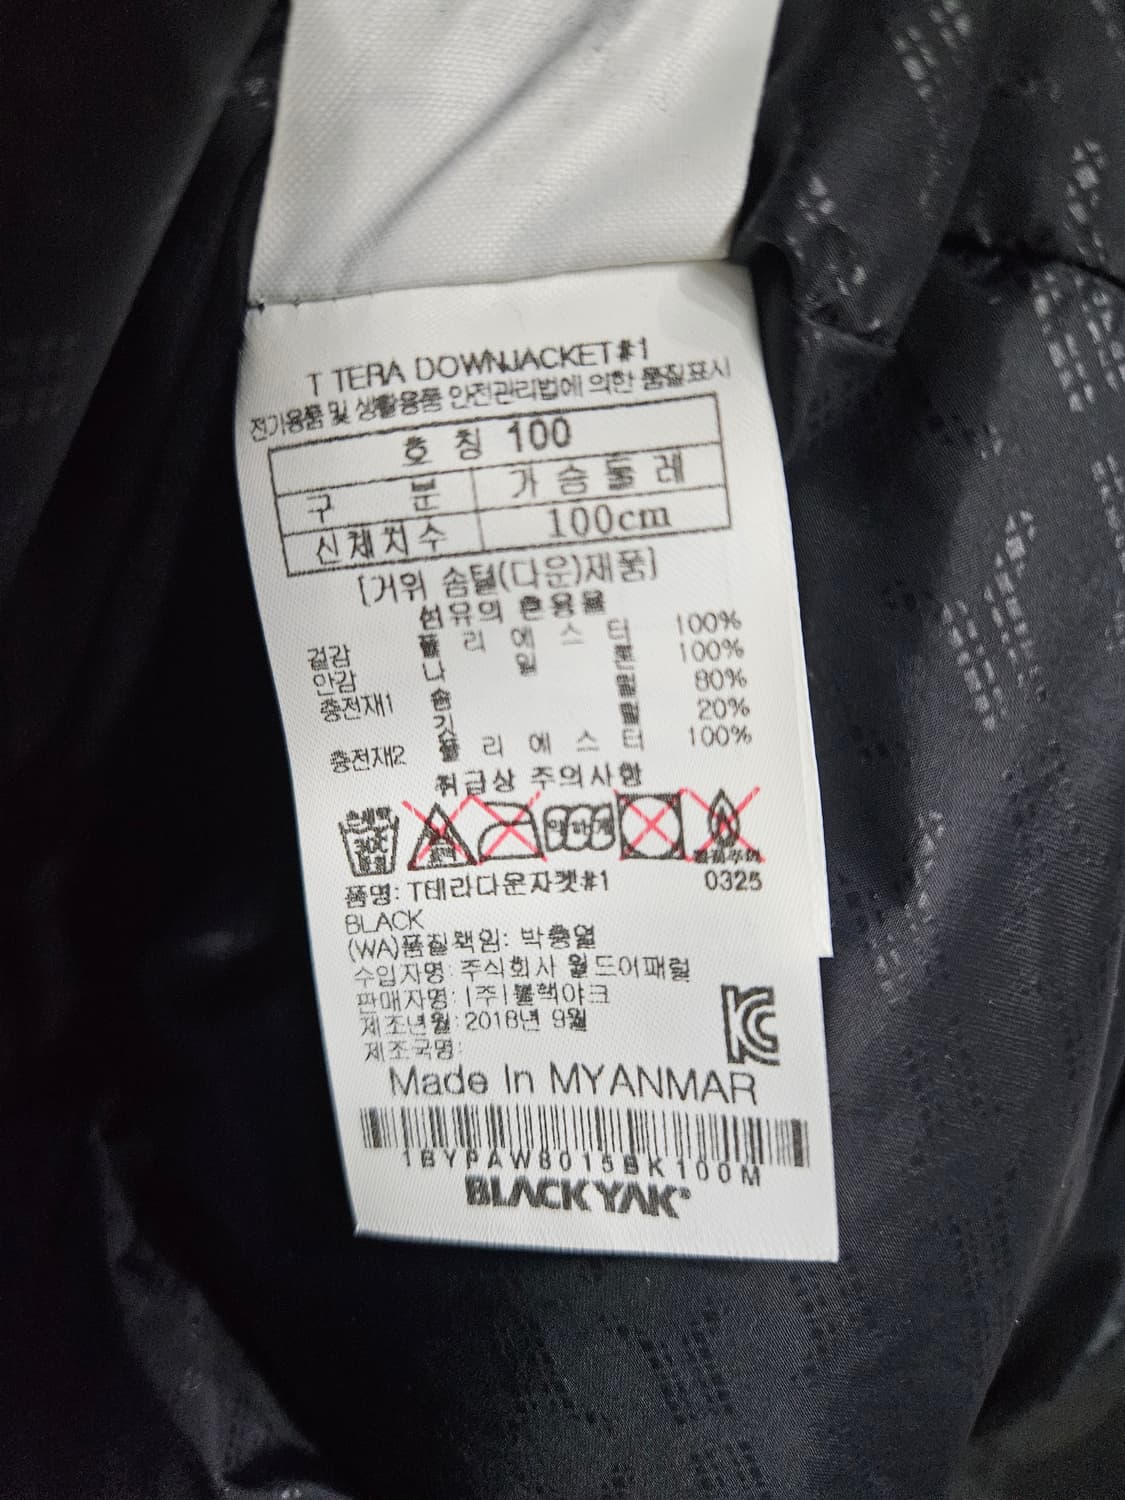 T TERA DOWNJACKET#1
전기용품 및 생활용품 안전관리법에 의한 품질표시
호 칭 100
구 분 가 슴 둘 레
신체치수 100cm
[거위 솜털(다운)제품]
섬유의 혼용율
겉감 폴 리 에 스 터 100%
안감 나 일 론 100%
충전재1 솜 털 80%
깃 털 20%
충전재2 폴 리 에 스 터 100%
취급상 주의사항
손세탁 30℃ 약하게
품명: T테라다운자켓#1 0325
BLACK
(WA)품질책임: 박충열
수입자명: 주식회사 월드어패럴
판매자명: (주)블랙야크
제조년월: 2018년 9월
제조국명:
Made In MYANMAR
1BYPAW8015BK100M
BLACKYAK